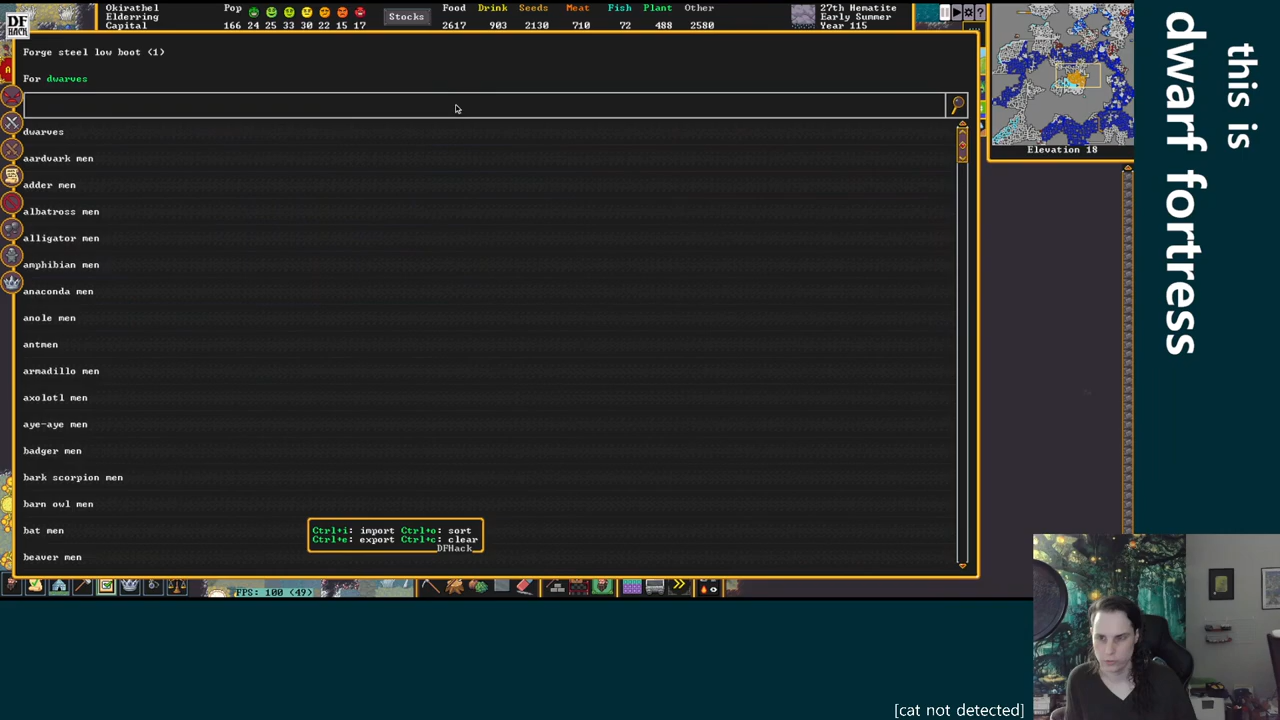 DF
HACK
Okirathel
Elderring
Capital
Pop
166 24 25 33 30 22 15 17
Stocks
Food Drink Seeds Meat Fish Plant Other
2617 903 2130 710 72 488 2580
27th Hematite
Early Summer
Year 115
Forge steel low boot (1)
For dwarves
dwarves
aardvark men
adder men
albatross men
alligator men
amphibian men
anaconda men
anole men
antmen
armadillo men
axolotl men
aye-aye men
badger men
bark scorpion men
barn owl men
bat men
beaver men
Ctrl+i: import Ctrl+o: sort
Ctrl+e: export Ctrl+c: clear
DFHack
FPS: 100 (49)
Elevation 18
this is
dwarf fortress
[cat not detected]